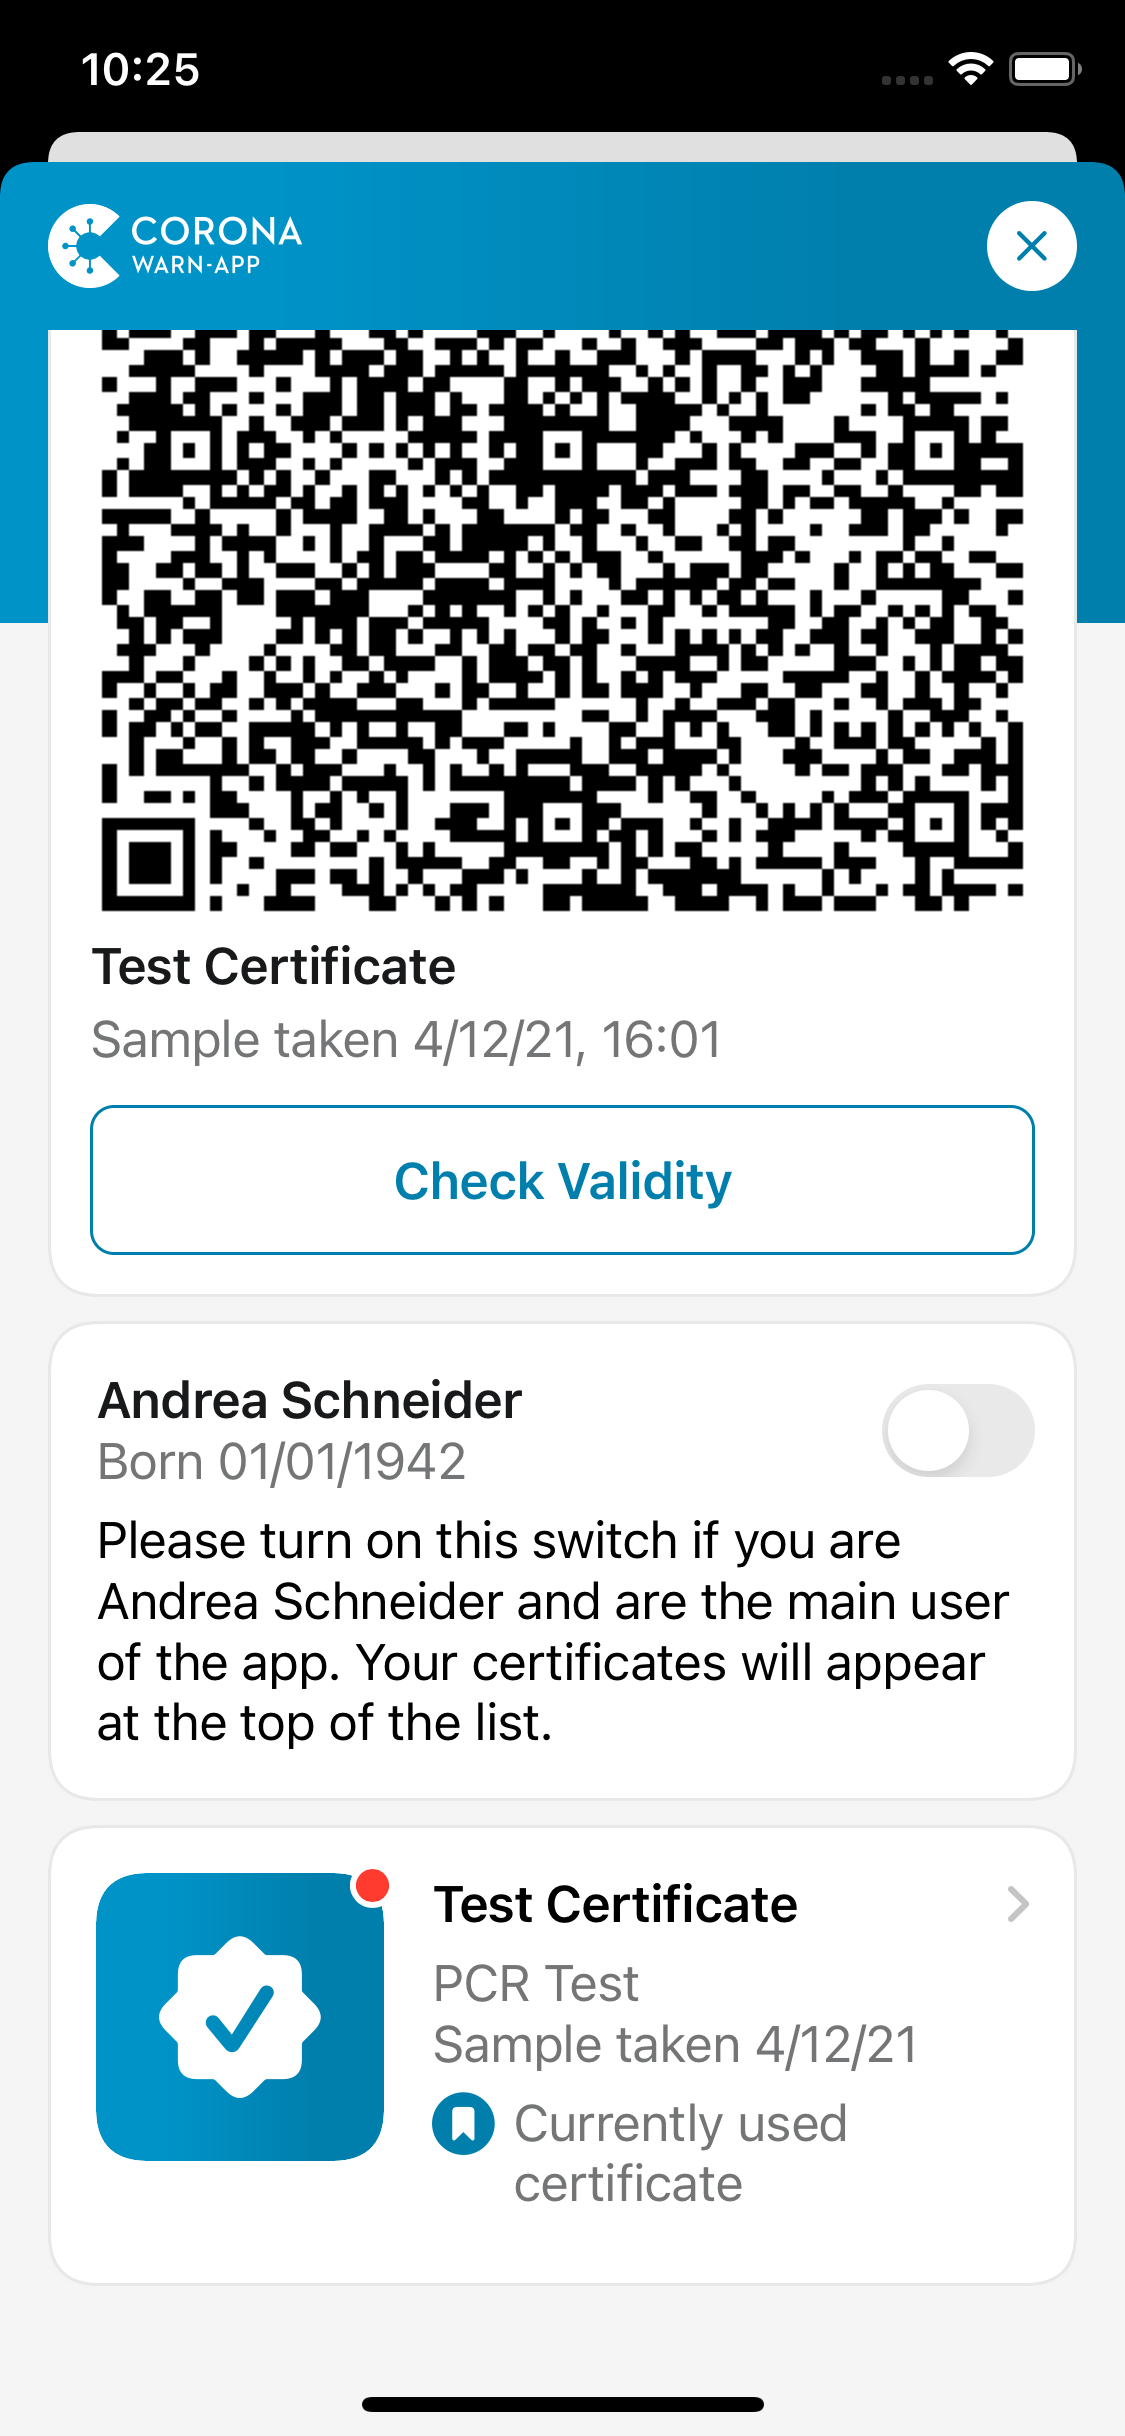 10:25
CORONA
WARN-APP
Test Certificate
Sample taken 4/12/21, 16:01
Check Validity
Andrea Schneider
Born 01/01/1942
Please turn on this switch if you are
Andrea Schneider and are the main user
of the app. Your certificates will appear
at the top of the list.
Test Certificate
PCR Test
Sample taken 4/12/21
Currently used
certificate